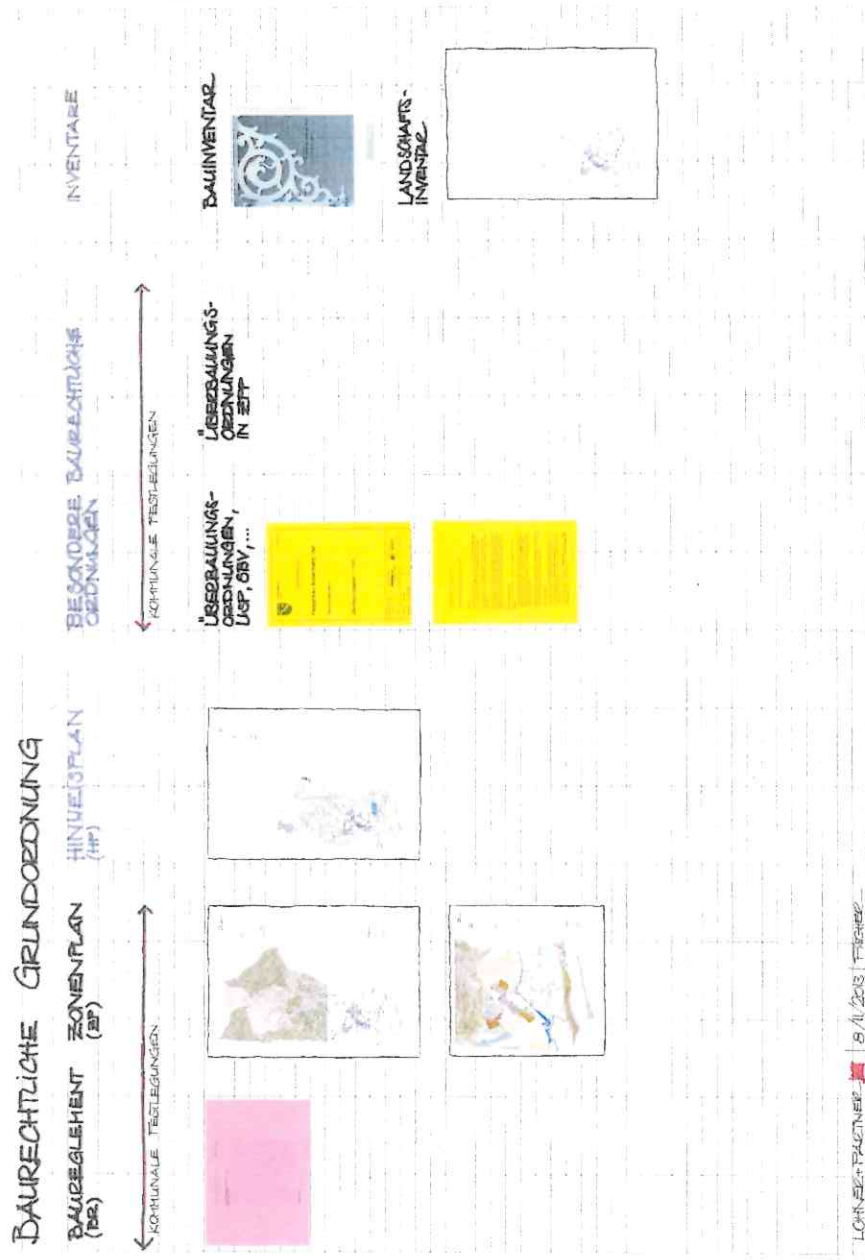 BAURECHTLICHE GRUNDORDNUNG
BAUREGLEMENT
(BR)
ZONENPLAN
(ZP)
HINWEISPLAN
(HP)
BESONDERE BAURECHTLICHE
ORDNUNGEN
INVENTARE
KOMMUNALE FESTLEGUNGEN
KOMMUNALE FESTLEGUNGEN
ÜBERBAUUNGS-
ORDNUNGEN,
UeP, SBV, ...
ÜBERBAUUNGS-
ORDNUNGEN
IN ZPP
BAUINVENTAR
LANDSCHAFTS-
INVENTAR
LOHNER+PARTNER | 8/11/2013 | FISCHER